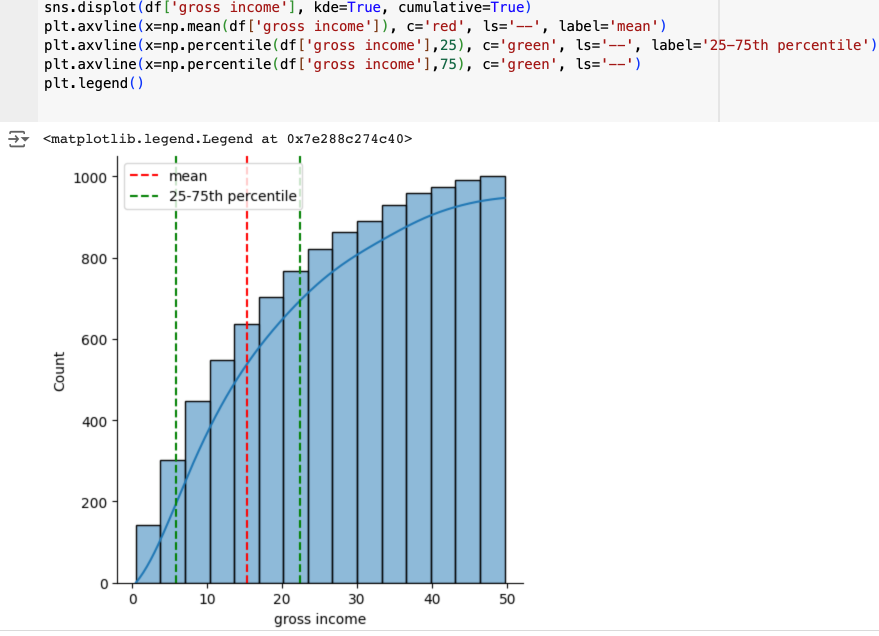 sns.displot(df['gross income'], kde=True, cumulative=True)
plt.axvline(x=np.mean(df['gross income']), c='red', ls='--', label='mean')
plt.axvline(x=np.percentile(df['gross income'],25), c='green', ls='--', label='25-75th percentile')
plt.axvline(x=np.percentile(df['gross income'],75), c='green', ls='--')
plt.legend()
<matplotlib.legend.Legend at 0x7e288c274c40>
mean
25-75th percentile
1000
800
600
400
200
0
Count
0 10 20 30 40 50
gross income